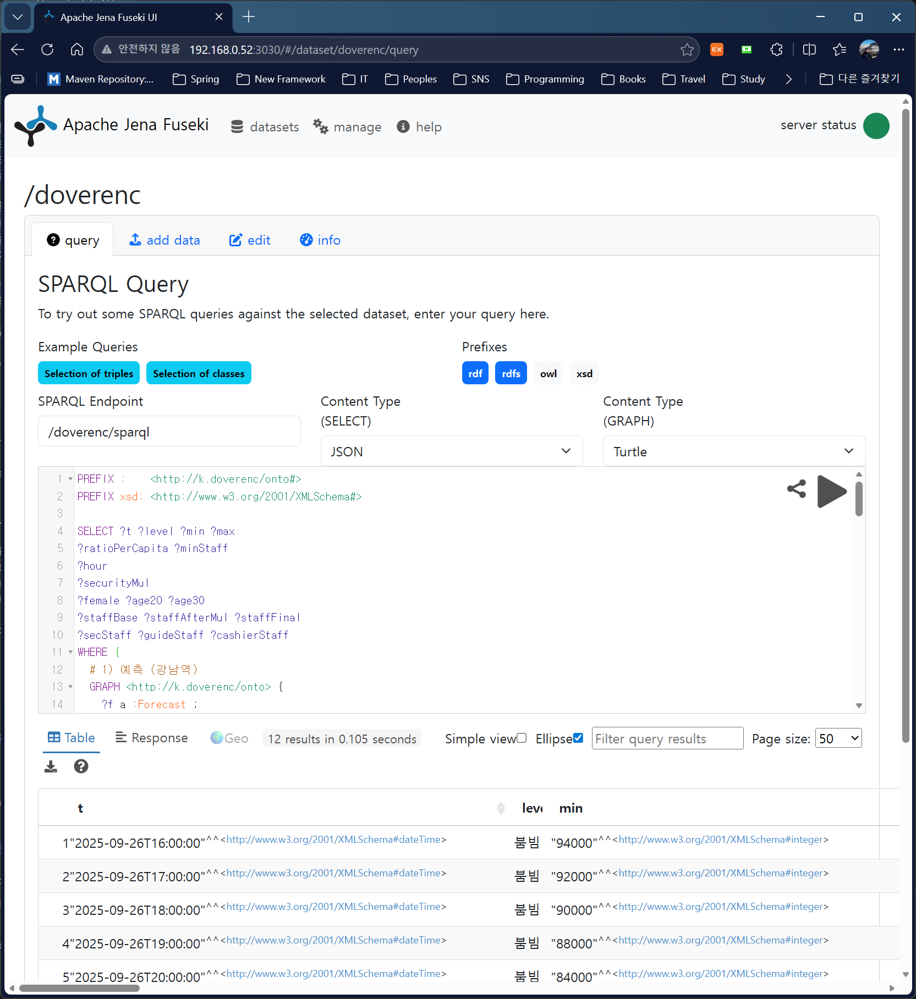 Apache Jena Fuseki UI
안전하지 않음 192.168.0.52:3030/#/dataset/doverenc/query
EX
N
M Maven Repository:... Spring New Framework IT Peoples SNS Programming Books Travel Study 다른 즐겨찾기
Apache Jena Fuseki datasets manage help server status
/doverenc
query add data edit info
SPARQL Query
To try out some SPARQL queries against the selected dataset, enter your query here.
Example Queries Prefixes
Selection of triples Selection of classes rdf rdfs owl xsd
SPARQL Endpoint Content Type (SELECT) Content Type (GRAPH)
/doverenc/sparql JSON Turtle
1 PREFIX : <http://k.doverenc/onto#>
2 PREFIX xsd: <http://www.w3.org/2001/XMLSchema#>
3
4 SELECT ?t ?level ?min ?max
5 ?ratioPerCapita ?minStaff
6 ?hour
7 ?securityMul
8 ?female ?age20 ?age30
9 ?staffBase ?staffAfterMul ?staffFinal
10 ?secStaff ?guideStaff ?cashierStaff
11 WHERE {
12 # 1) 예측 (강남역)
13 GRAPH <http://k.doverenc/onto> {
14 ?f a :Forecast ;
Table Response Geo 12 results in 0.105 seconds Simple view Ellipse Filter query results Page size: 50
t leve min
1 "2025-09-26T16:00:00"^^<http://www.w3.org/2001/XMLSchema#dateTime> 붐빔 "94000"^^<http://www.w3.org/2001/XMLSchema#integer>
2 "2025-09-26T17:00:00"^^<http://www.w3.org/2001/XMLSchema#dateTime> 붐빔 "92000"^^<http://www.w3.org/2001/XMLSchema#integer>
3 "2025-09-26T18:00:00"^^<http://www.w3.org/2001/XMLSchema#dateTime> 붐빔 "90000"^^<http://www.w3.org/2001/XMLSchema#integer>
4 "2025-09-26T19:00:00"^^<http://www.w3.org/2001/XMLSchema#dateTime> 붐빔 "88000"^^<http://www.w3.org/2001/XMLSchema#integer>
5 "2025-09-26T20:00:00"^^<http://www.w3.org/2001/XMLSchema#dateTime> 붐빔 "84000"^^<http://www.w3.org/2001/XMLSchema#integer>